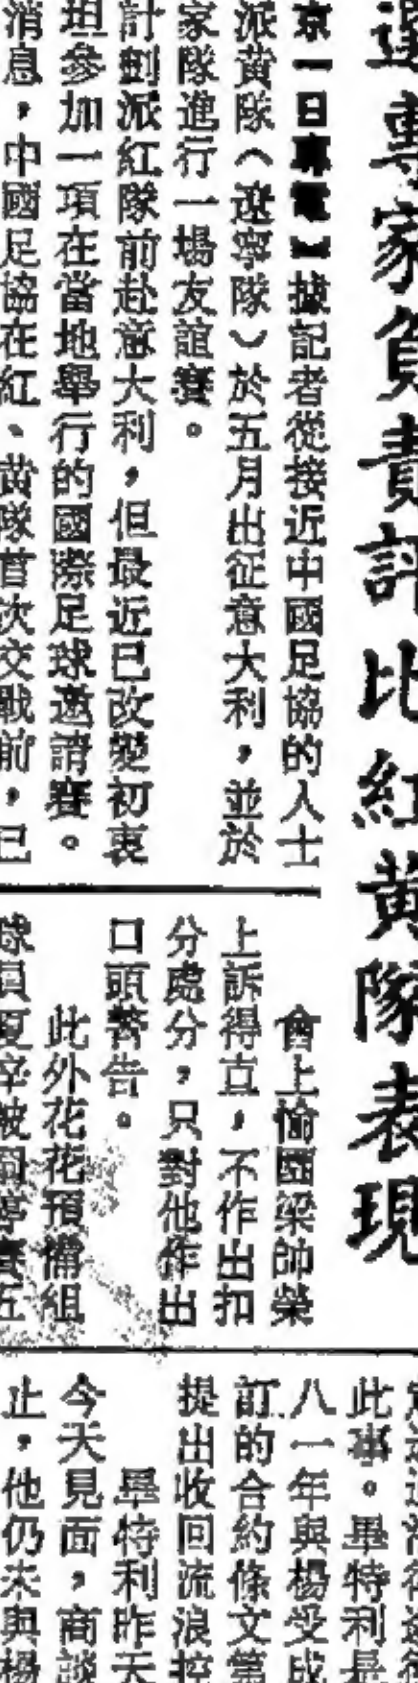 選專家負責評比紅黃隊表現
京一日專電】據記者從接近中國足協的人士
派黃隊（遼寧隊）於五月出征意大利，並於
家隊進行一場友誼賽。
計劃派紅隊前赴意大利，但最近已改變初衷
坦參加一項在當地舉行的國際足球邀請賽。
消息，中國足協在紅、黃隊首次交戰前，已
會上愉園梁帥榮
上訴得直，不作出扣
分處分，只對他作出
口頭警告。
此外花花預備組
球員夏辛被罰停賽五
此事。畢特利是
八一年與楊受成
訂的合約條文第
提出收回流浪控
畢特利昨天
今天見面，商談
止，他仍未與楊